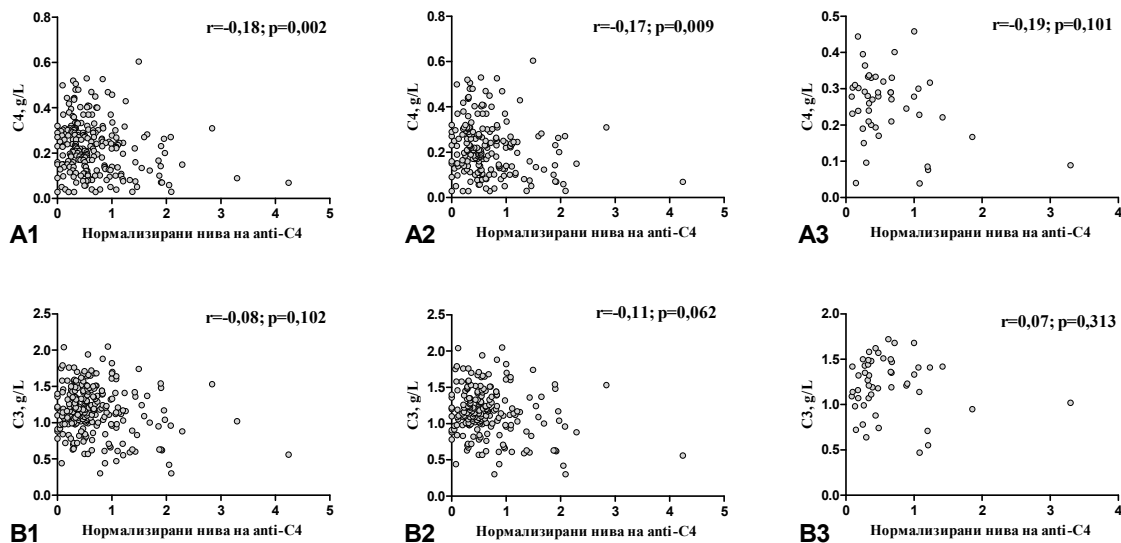 r=-0,18; p=0,002
0.8
0.6
0.4
0.2
0.0
C4, g/L
0 1 2 3 4 5
Нормализирани нива на anti-C4
A1
r=-0,17; p=0,009
0.8
0.6
0.4
0.2
0.0
C4, g/L
0 1 2 3 4 5
Нормализирани нива на anti-C4
A2
r=-0,19; p=0,101
0.5
0.4
0.3
0.2
0.1
0.0
C4, g/L
0 1 2 3 4
Нормализирани нива на anti-C4
A3
r=-0,08; p=0,102
2.5
2.0
1.5
1.0
0.5
0.0
C3, g/L
0 1 2 3 4 5
Нормализирани нива на anti-C4
B1
r=-0,11; p=0,062
2.5
2.0
1.5
1.0
0.5
0.0
C3, g/L
0 1 2 3 4 5
Нормализирани нива на anti-C4
B2
r=0,07; p=0,313
2.0
1.5
1.0
0.5
0.0
C3, g/L
0 1 2 3 4
Нормализирани нива на anti-C4
B3